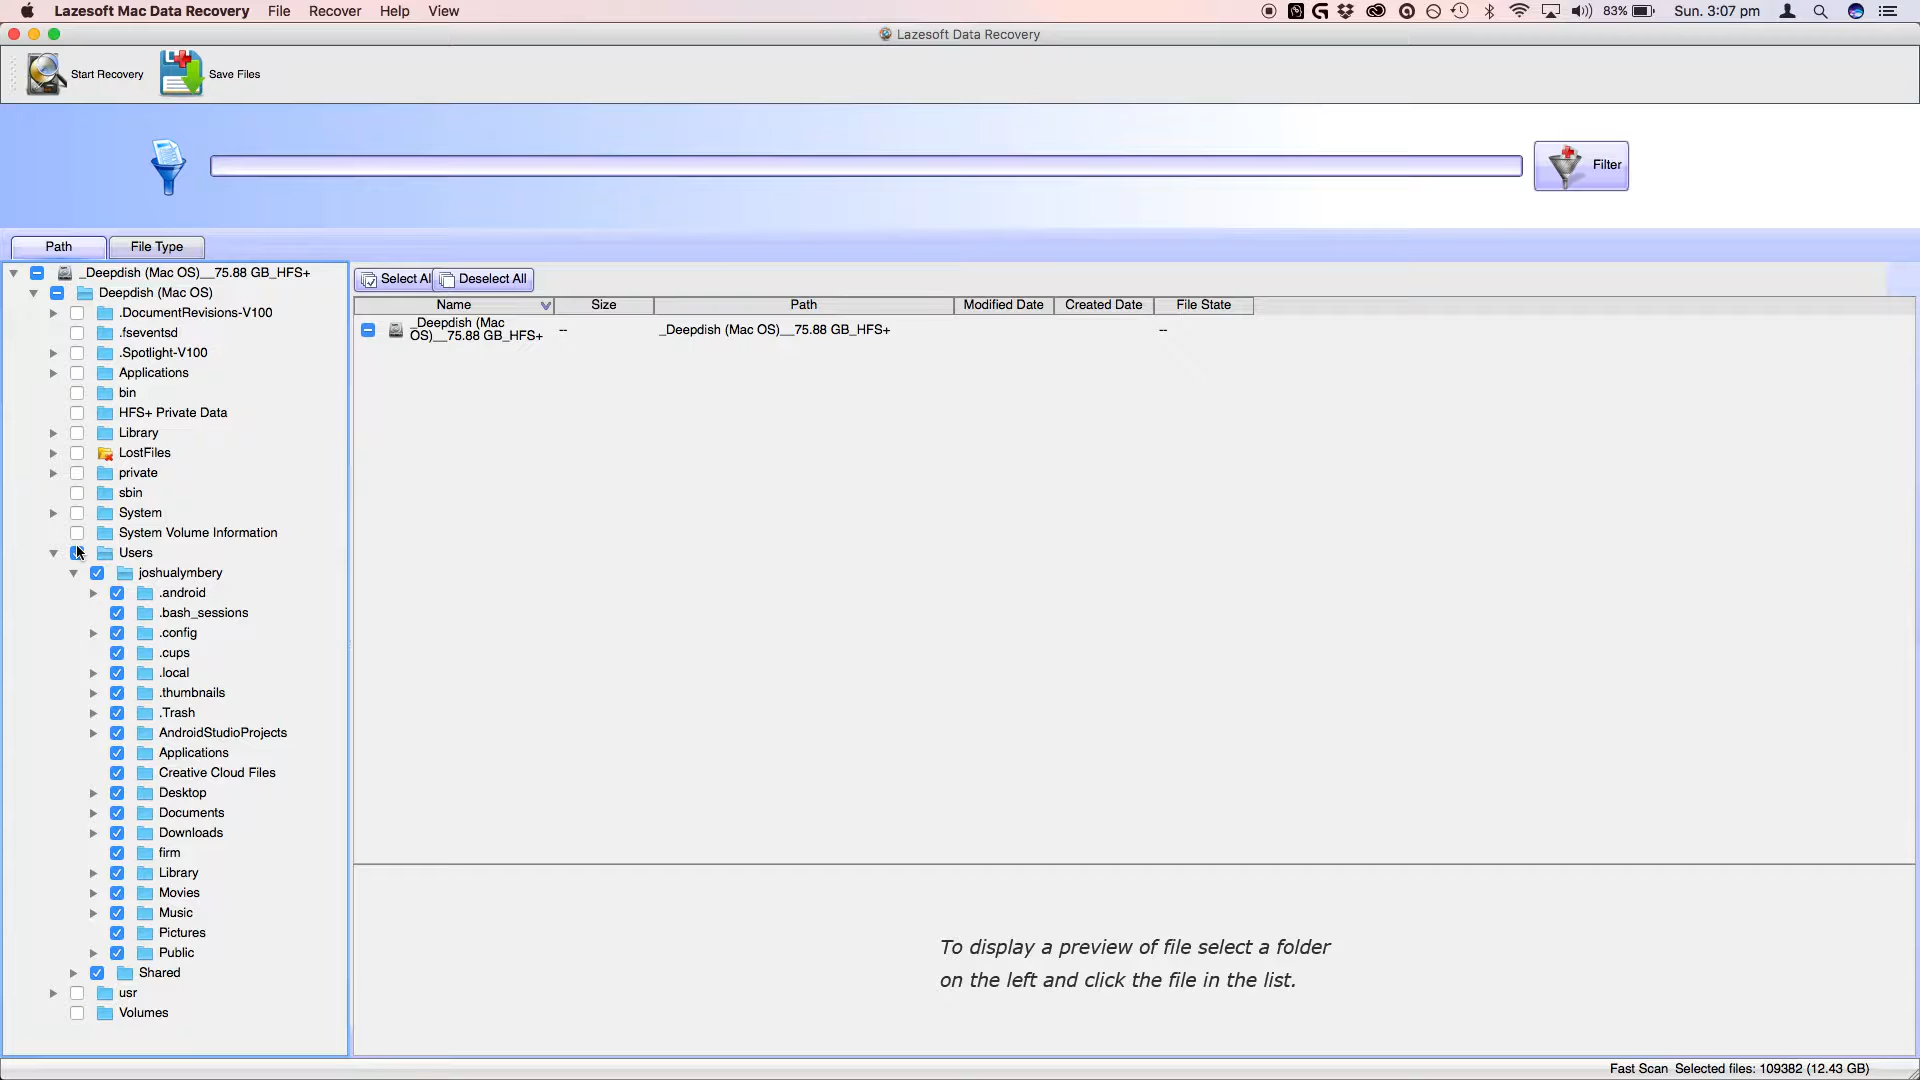 Lazesoft Mac Data Recovery File Recover Help View 83% Sun. 3:07 pm
Lazesoft Data Recovery
Start Recovery Save Files
Filter
Path File Type
_Deepdish (Mac OS)__75.88 GB_HFS+
Deepdish (Mac OS)
.DocumentRevisions-V100
.fseventsd
.Spotlight-V100
Applications
bin
HFS+ Private Data
Library
LostFiles
private
sbin
System
System Volume Information
Users
joshualymbery
.android
.bash_sessions
.config
.cups
.local
.thumbnails
.Trash
AndroidStudioProjects
Applications
Creative Cloud Files
Desktop
Documents
Downloads
firm
Library
Movies
Music
Pictures
Public
Shared
usr
Volumes
Select Al Deselect All
Name Size Path Modified Date Created Date File State
_Deepdish (Mac
OS)__75.88 GB_HFS+ -- _Deepdish (Mac OS)__75.88 GB_HFS+ --
To display a preview of file select a folder
on the left and click the file in the list.
Fast Scan Selected files: 109382 (12.43 GB)